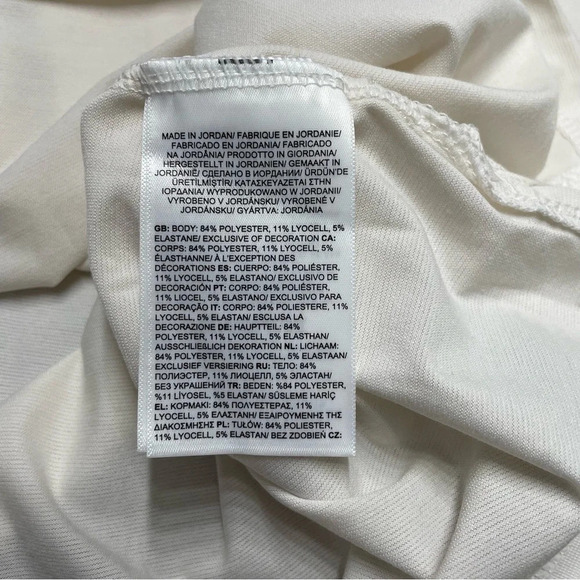 MADE IN JORDAN/ FABRIQUE EN JORDANIE/
FABRICADO EN JORDANIA/ FABRICADO
NA JORDÂNIA/ PRODOTTO IN GIORDANIA/
HERGESTELLT IN JORDANIEN/ GEMAAKT IN
JORDANIË/ СДЕЛАНО В ИОРДАНИИ/ ÜRDÜN'DE
ÜRETİLMİŞTİR/ ΚΑΤΑΣΚΕΥΑΖΕΤΑΙ ΣΤΗΝ
ΙΟΡΔΑΝΙΑ/ WYPRODUKOWANO W JORDANII/
VYROBENO V JORDÁNSKU/ VYROBENÉ V
JORDÁNSKU/ GYÁRTVA: JORDÁNIA
GB: BODY: 84% POLYESTER, 11% LYOCELL, 5%
ELASTANE/ EXCLUSIVE OF DECORATION CA:
CORPS: 84% POLYESTER, 11% LYOCELL, 5%
ÉLASTHANNE/ À L'EXCEPTION DES
DÉCORATIONS ES: CUERPO: 84% POLIÉSTER,
11% LYOCELL, 5% ELASTANO/ EXCLUSIVO DE
DECORACIÓN PT: CORPO: 84% POLIÉSTER,
11% LIOCEL, 5% ELASTANO/ EXCLUSIVO PARA
DECORAÇÃO IT: CORPO: 84% POLIESTERE, 11%
LYOCELL, 5% ELASTAN/ ESCLUSA LA
DECORAZIONE DE: HAUPTTEIL: 84%
POLYESTER, 11% LYOCELL, 5% ELASTHAN/
AUSSCHLIEẞLICH DEKORATION NL: LICHAAM:
84% POLYESTER, 11% LYOCELL, 5% ELASTAAN/
EXCLUSIEF VERSIERING RU: ТЕЛО: 84%
ПОЛИЭСТЕР, 11% ЛИОЦЕЛЛ, 5% ЭЛАСТАН/
БЕЗ УКРАШЕНИЙ TR: BEDEN: %84 POLYESTER,
%11 LİYOSEL, %5 ELASTAN/ SÜSLEME HARİÇ
EL: ΚΟΡΜΑΚΙ: 84% ΠΟΛΥΕΣΤΕΡΑΣ, 11%
LYOCELL, 5% ΕΛΑΣΤΑΝΗ/ ΕΞΑΙΡΟΥΜΕΝΗΣ ΤΗΣ
ΔΙΑΚΟΣΜΗΣΗΣ PL: TUŁÓW: 84% POLIESTER,
11% LYOCELL, 5% ELASTAN/ BEZ ZDOBIEŃ CZ: